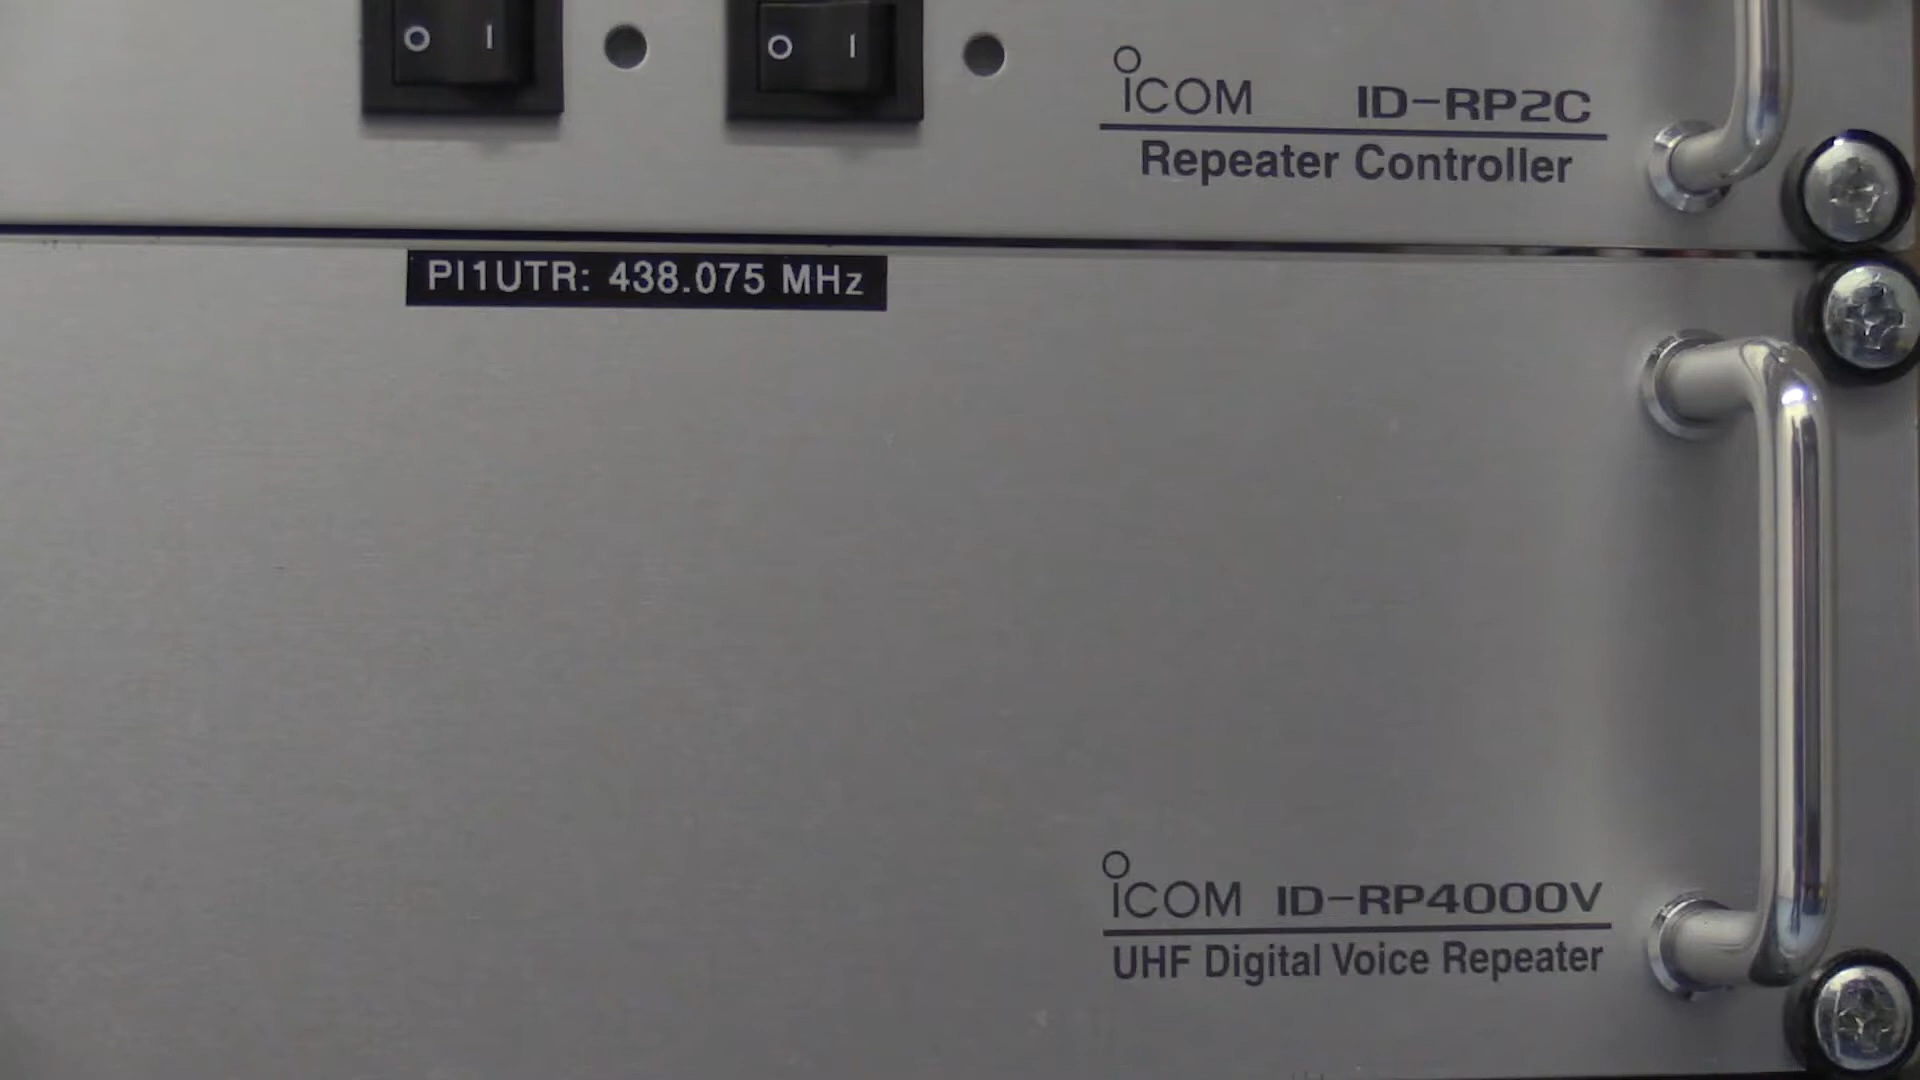 O I
O I
ICOM ID-RP2C
Repeater Controller
PI1UTR: 438.075 MHz
ICOM ID-RP4000V
UHF Digital Voice Repeater